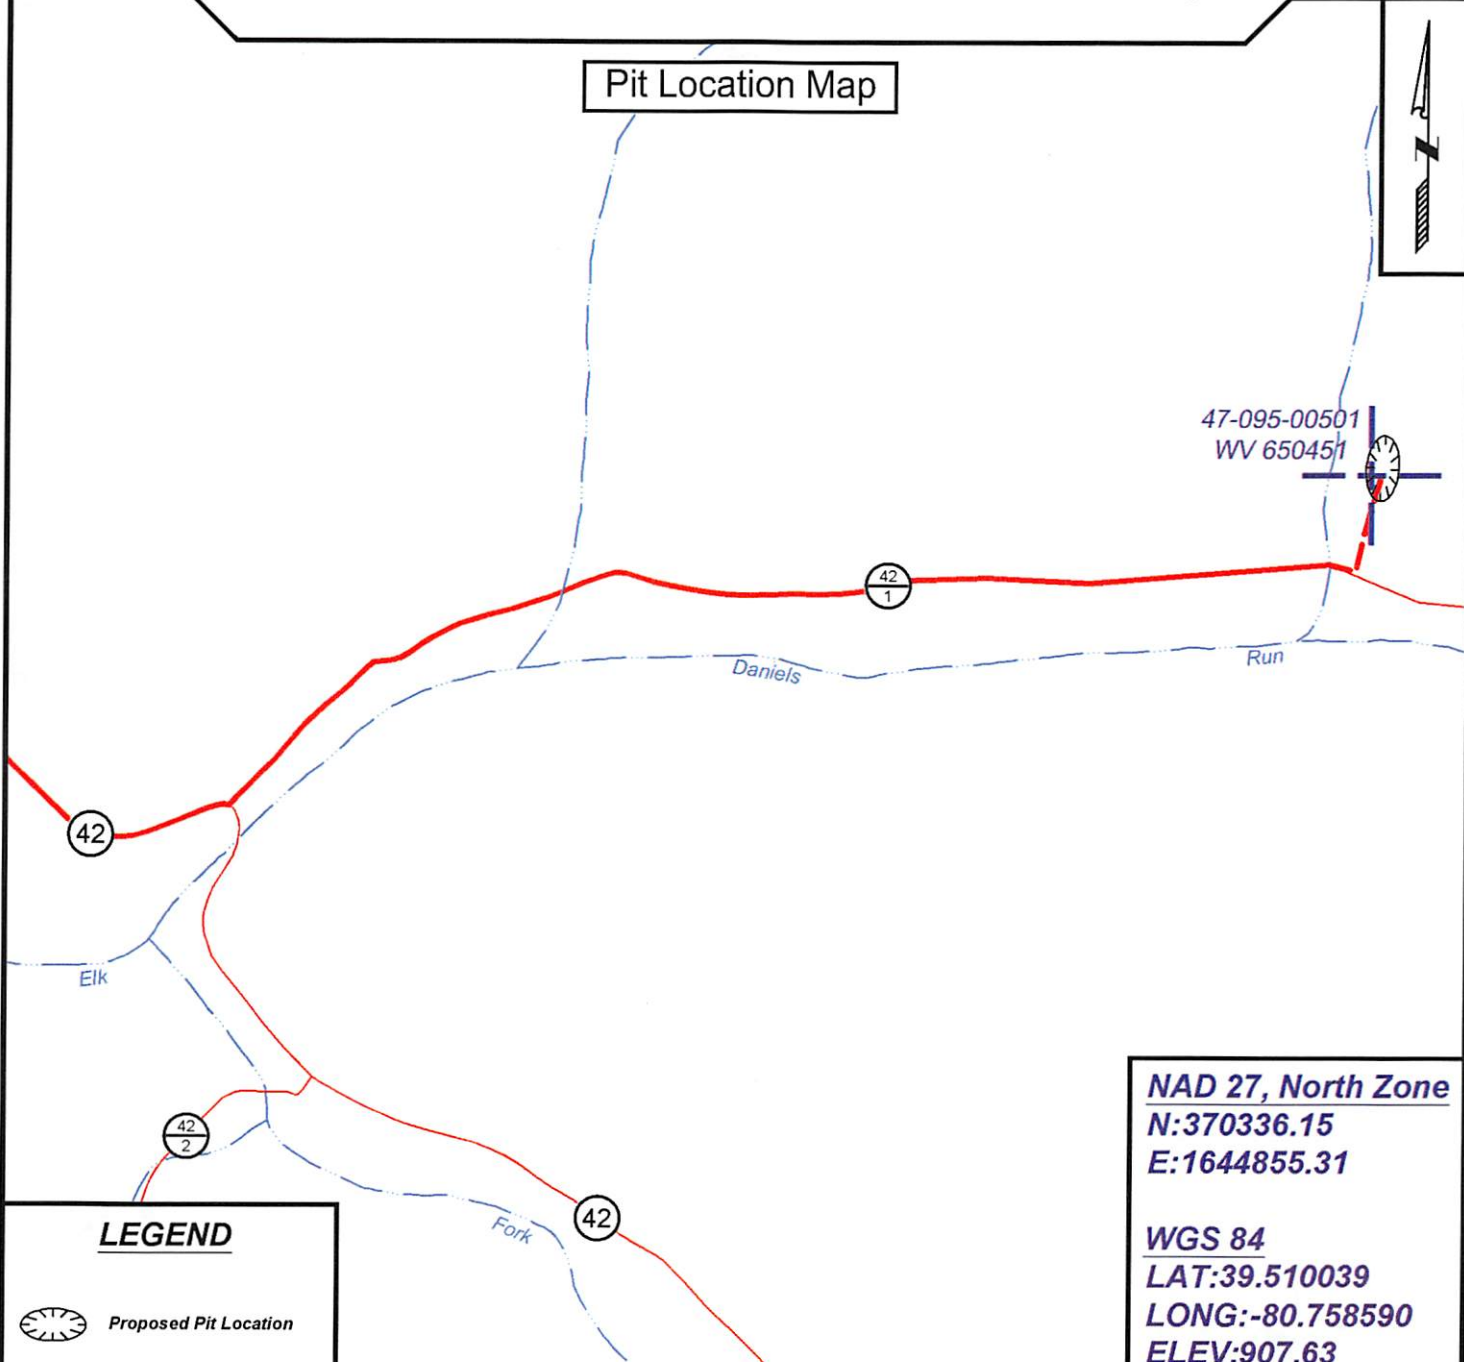 Pit Location Map
N
47-095-00501
WV 650451
42
1
Daniels
Run
42
Elk
42
2
Fork
42
LEGEND
Proposed Pit Location
NAD 27, North Zone
N:370336.15
E:1644855.31
WGS 84
LAT:39.510039
LONG:-80.758590
ELEV:907.63